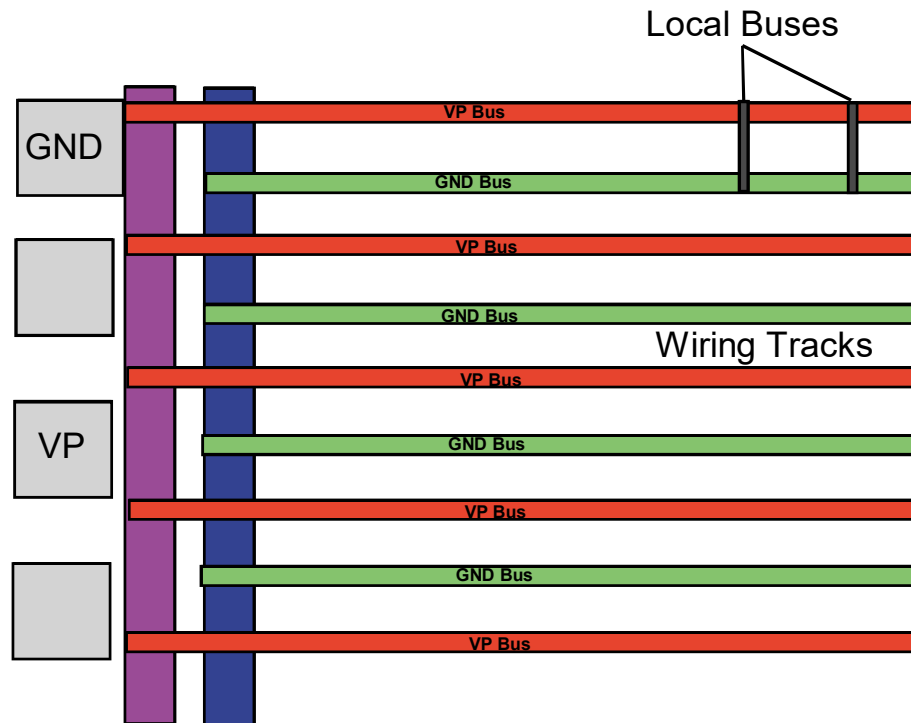 Local Buses
VP Bus
GND
GND Bus
VP Bus
GND Bus
Wiring Tracks
VP Bus
VP
GND Bus
VP Bus
GND Bus
VP Bus